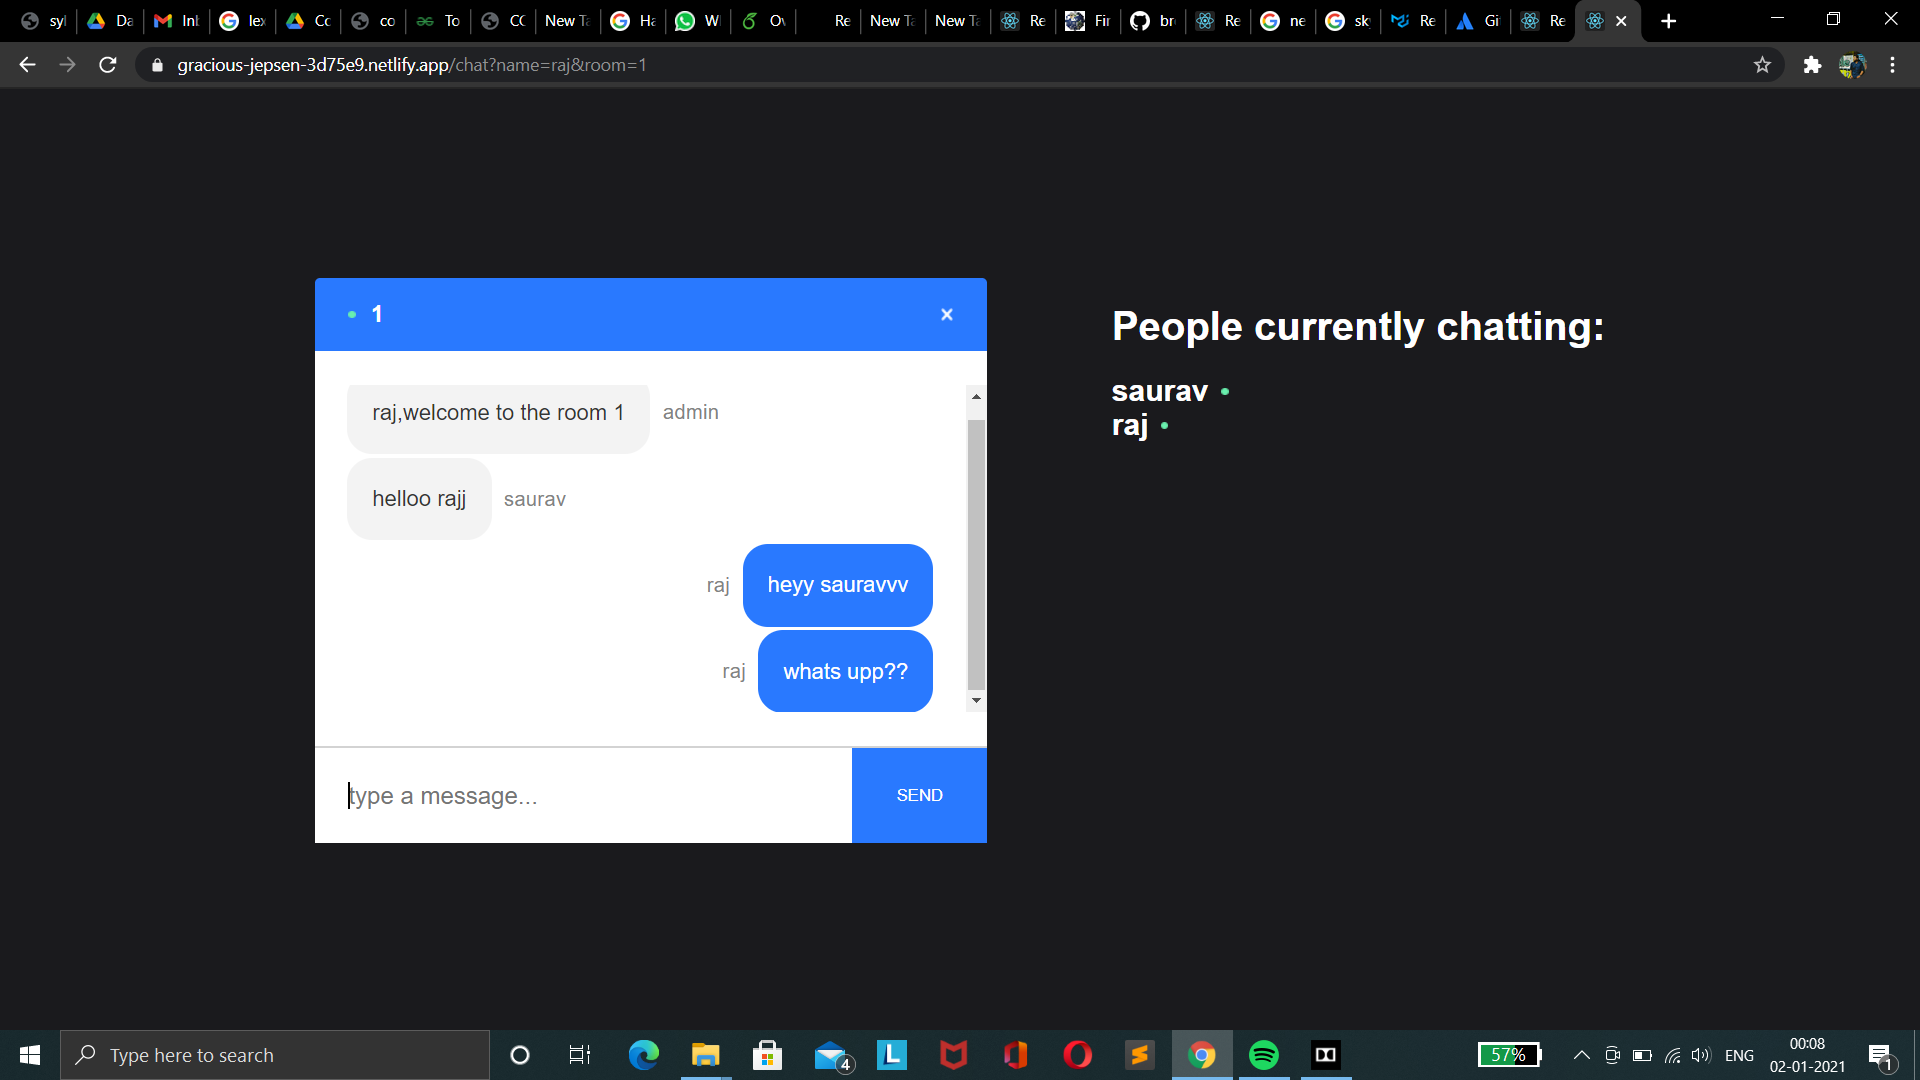 syl
Da
In
lex
Co
co
To
CC
New Ta
Ha
W
Ov
Re
New Ta
New Ta
Re
Fir
br
Re
ne
sk
Re
Gi
Re
gracious-jepsen-3d75e9.netlify.app/chat?name=raj&room=1
1
raj,welcome to the room 1 admin
helloo rajj saurav
raj heyy sauravvv
raj whats upp??
type a message...
SEND
People currently chatting:
saurav
raj
Type here to search
4
L
57%
ENG
00:08
02-01-2021
1